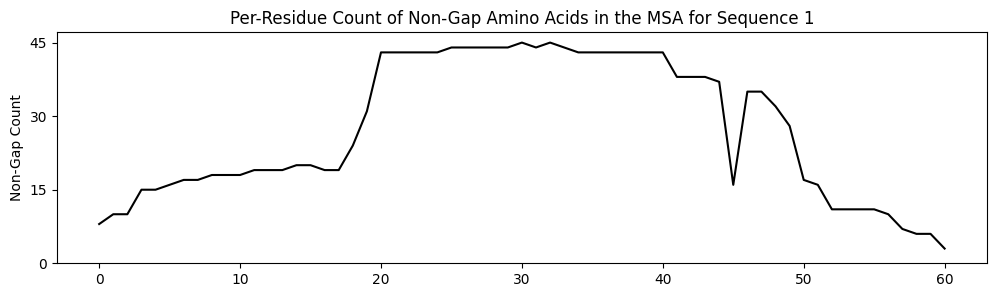 Per-Residue Count of Non-Gap Amino Acids in the MSA for Sequence 1
Non-Gap Count
45
30
15
0
0 10 20 30 40 50 60